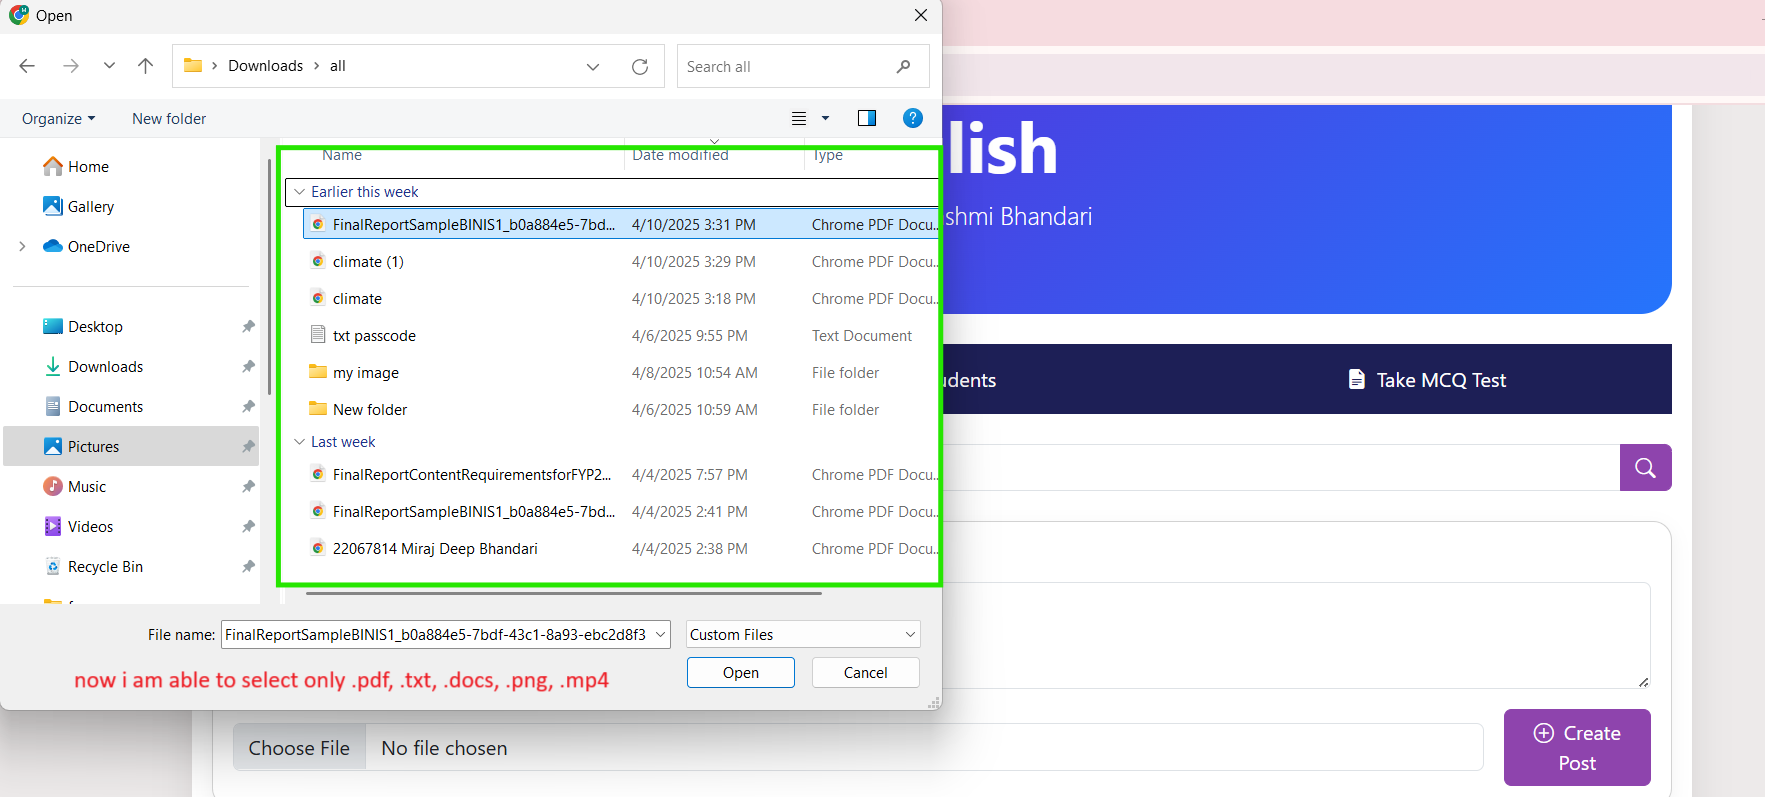 Open
Downloads > all
Search all
Organize
New folder
Home
Gallery
OneDrive
Desktop
Downloads
Documents
Pictures
Music
Videos
Recycle Bin
Name Date modified Type
Earlier this week
FinalReportSampleBINIS1_b0a884e5-7bd... 4/10/2025 3:31 PM Chrome PDF Docu...
climate (1) 4/10/2025 3:29 PM Chrome PDF Docu...
climate 4/10/2025 3:18 PM Chrome PDF Docu...
txt passcode 4/6/2025 9:55 PM Text Document
my image 4/8/2025 10:54 AM File folder
New folder 4/6/2025 10:59 AM File folder
Last week
FinalReportContentRequirementsforFYP2... 4/4/2025 7:57 PM Chrome PDF Docu...
FinalReportSampleBINIS1_b0a884e5-7bd... 4/4/2025 2:41 PM Chrome PDF Docu...
22067814 Miraj Deep Bhandari 4/4/2025 2:38 PM Chrome PDF Docu...
File name: FinalReportSampleBINIS1_b0a884e5-7bdf-43c1-8a93-ebc2d8f3
Custom Files
Open
Cancel
now i am able to select only .pdf, .txt, .docs, .png, .mp4
lish
shmi Bhandari
udents
Take MCQ Test
Choose File No file chosen
Create
Post